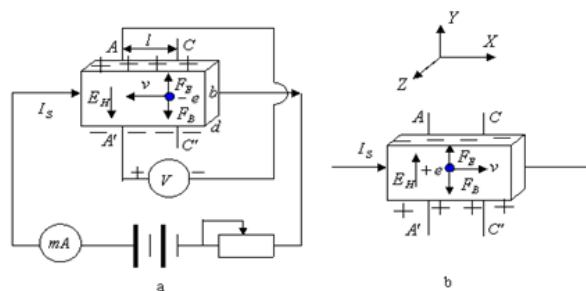 A l C
+ + + +
I_S
E_H
v
F_E
- e
F_B
b
d
− A' − − − C'' −
+ V −
mA
a
Y
X
Z
A C
− − − −
I_S
E_H
+ e
F_E
v
F_B
+ + + +
A' C''
b